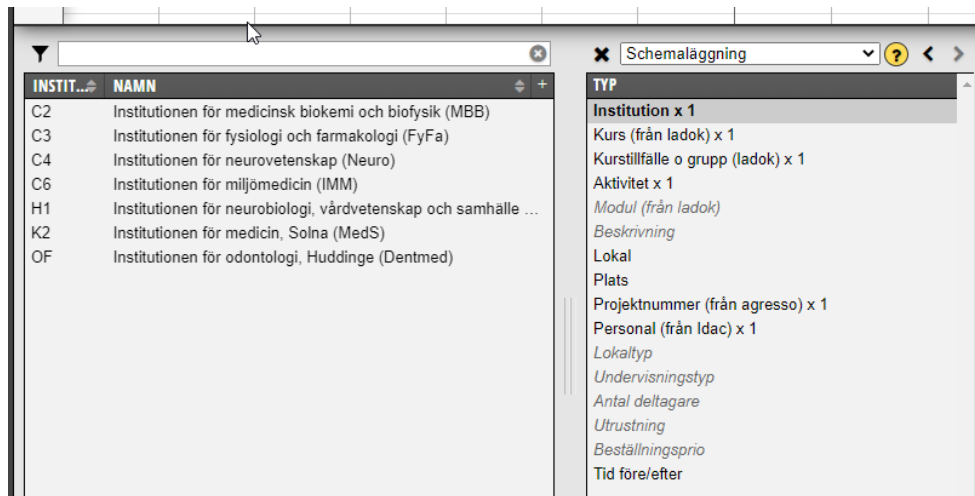 Schemaläggning
?
INSTIT... NAMN +
C2 Institutionen för medicinsk biokemi och biofysik (MBB)
C3 Institutionen för fysiologi och farmakologi (FyFa)
C4 Institutionen för neurovetenskap (Neuro)
C6 Institutionen för miljömedicin (IMM)
H1 Institutionen för neurobiologi, vårdvetenskap och samhälle ...
K2 Institutionen för medicin, Solna (MedS)
OF Institutionen för odontologi, Huddinge (Dentmed)
TYP
Institution x 1
Kurs (från ladok) x 1
Kurstillfälle o grupp (ladok) x 1
Aktivitet x 1
Modul (från ladok)
Beskrivning
Lokal
Plats
Projektnummer (från agresso) x 1
Personal (från Idac) x 1
Lokaltyp
Undervisningstyp
Antal deltagare
Utrustning
Beställningsprio
Tid före/efter